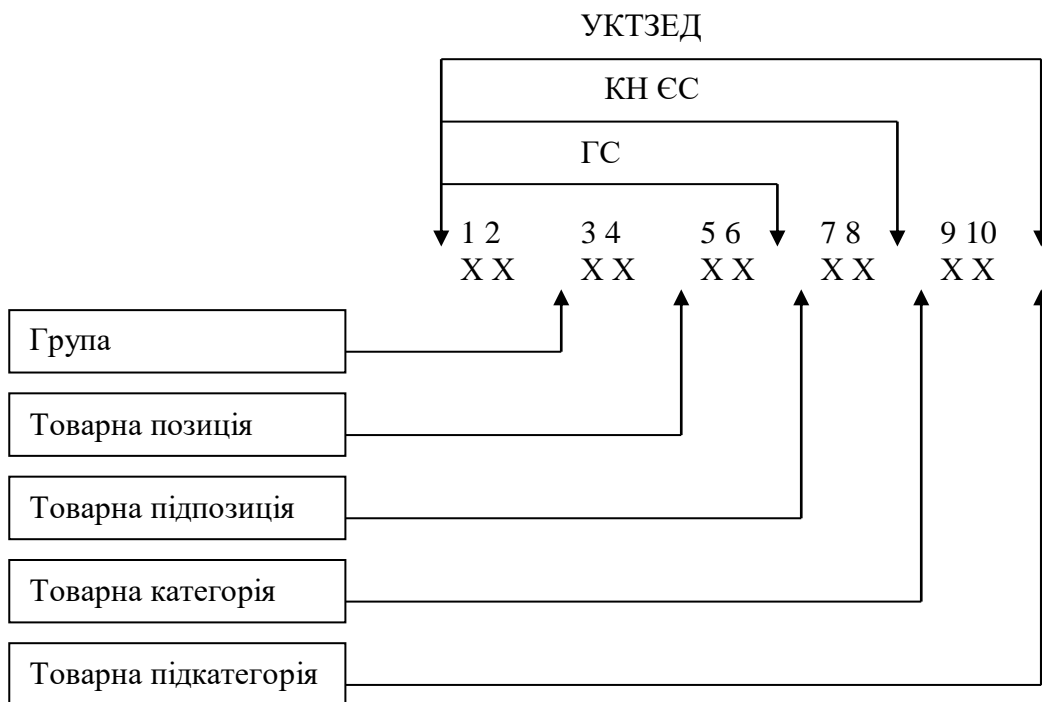 УКТЗЕД
КН ЄС
ГС
1 2 3 4 5 6 7 8 9 10
Х Х Х Х Х Х Х Х Х Х
Група
Товарна позиція
Товарна підпозиція
Товарна категорія
Товарна підкатегорія